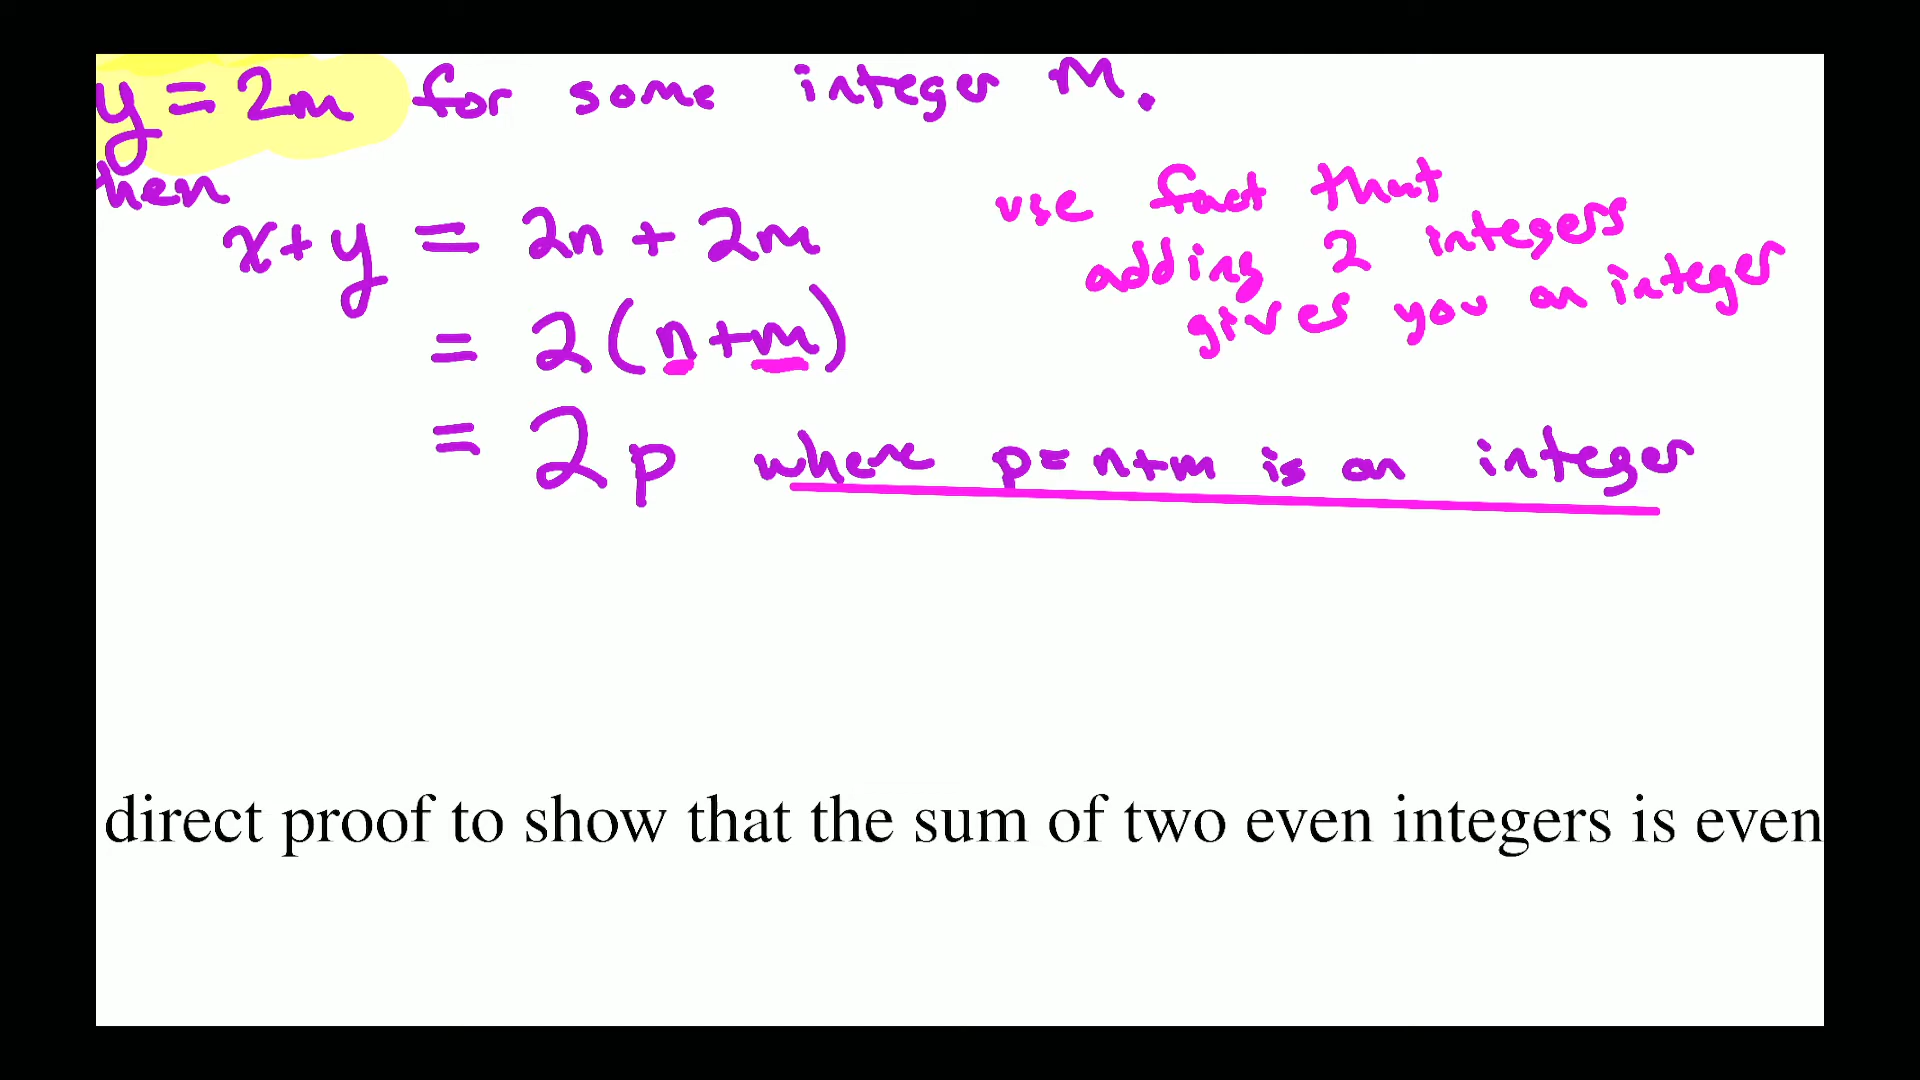 y = 2m for some integer m.
hen
x + y = 2n + 2m
use fact that
adding 2 integers
gives you an integer
= 2(n+m)
= 2p where p = n+m is an integer
direct proof to show that the sum of two even integers is even